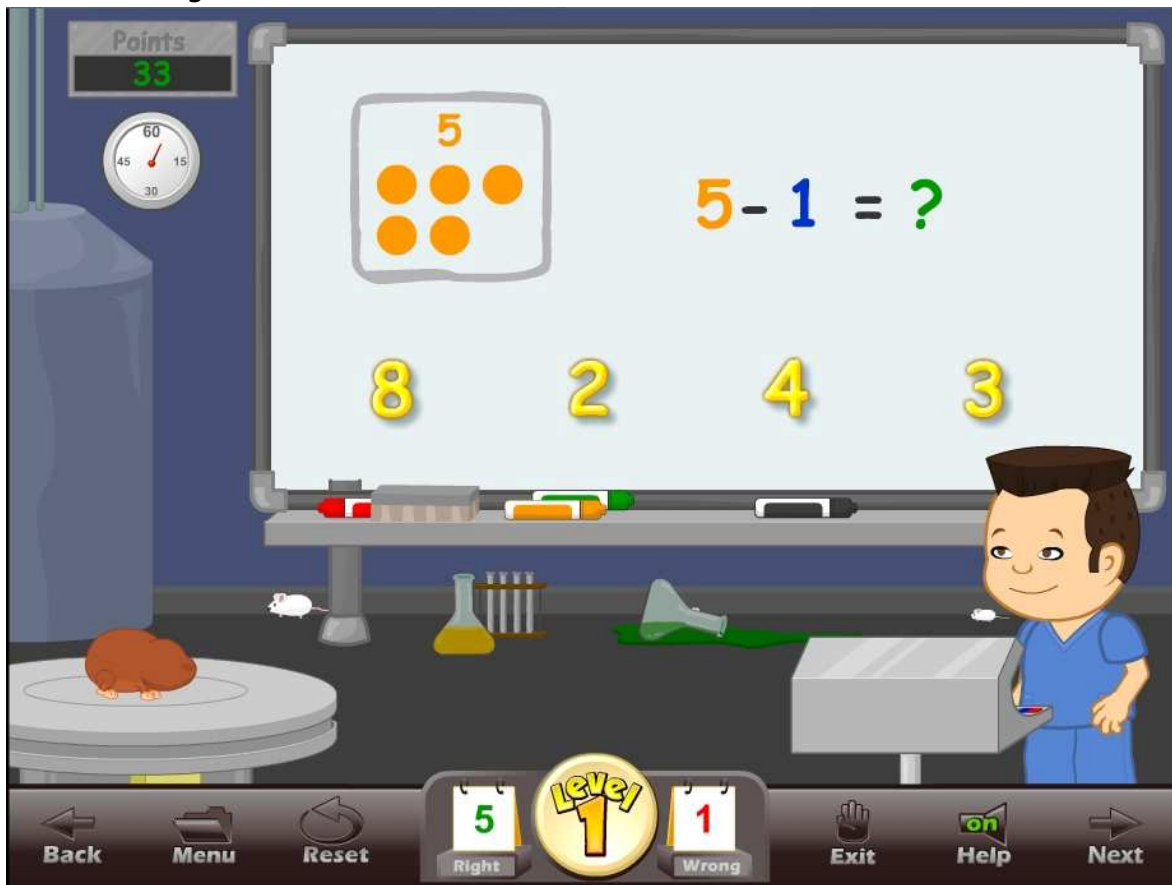 Points
33
60
45 15
30
5
5 - 1 = ?
8 2 4 3
Level
1
5 1
Right Wrong
on
Back Menu Reset Exit Help Next